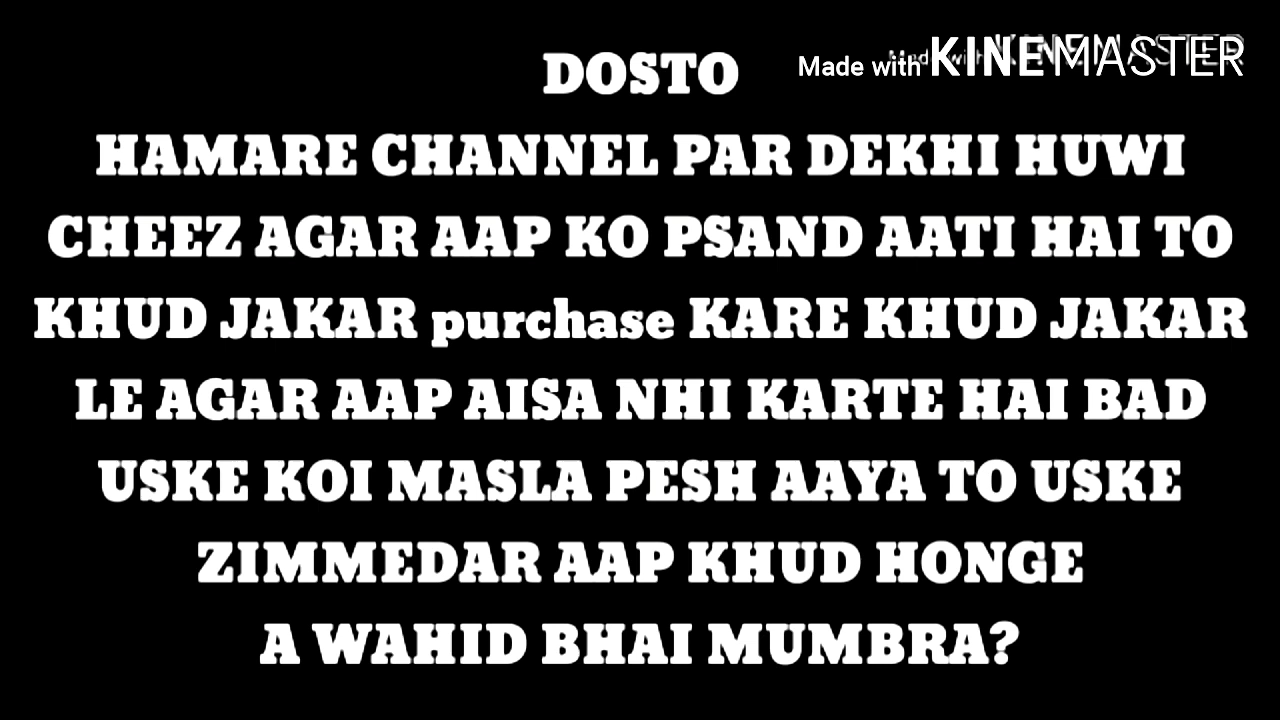 Made with KINEMASTER
DOSTO
HAMARE CHANNEL PAR DEKHI HUWI
CHEEZ AGAR AAP KO PSAND AATI HAI TO
KHUD JAKAR purchase KARE KHUD JAKAR
LE AGAR AAP AISA NHI KARTE HAI BAD
USKE KOI MASLA PESH AAYA TO USKE
ZIMMEDAR AAP KHUD HONGE
A WAHID BHAI MUMBRA?